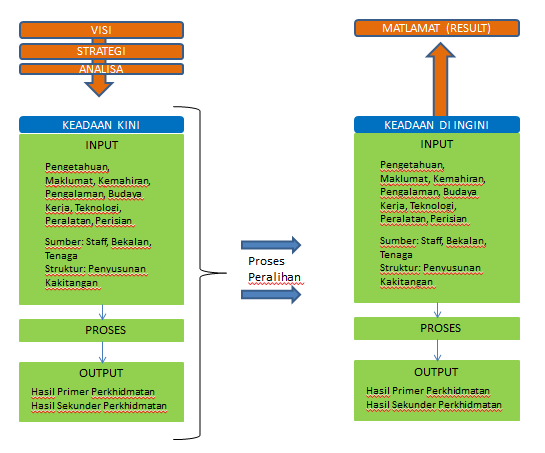 VISI
STRATEGI
ANALISA
KEADAAN KINI
INPUT
Pengetahuan,
Maklumat, Kemahiran,
Pengalaman, Budaya
Kerja, Teknologi,
Peralatan, Perisian
Sumber: Staff, Bekalan,
Tenaga
Struktur: Penyusunan
Kakitangan
PROSES
OUTPUT
Hasil Primer Perkhidmatan
Hasil Sekunder Perkhidmatan
Proses
Peralihan
MATLAMAT (RESULT)
KEADAAN DI INGINI
INPUT
Pengetahuan,
Maklumat, Kemahiran,
Pengalaman, Budaya
Kerja, Teknologi,
Peralatan, Perisian
Sumber: Staff, Bekalan,
Tenaga
Struktur: Penyusunan
Kakitangan
PROSES
OUTPUT
Hasil Primer Perkhidmatan
Hasil Sekunder Perkhidmatan